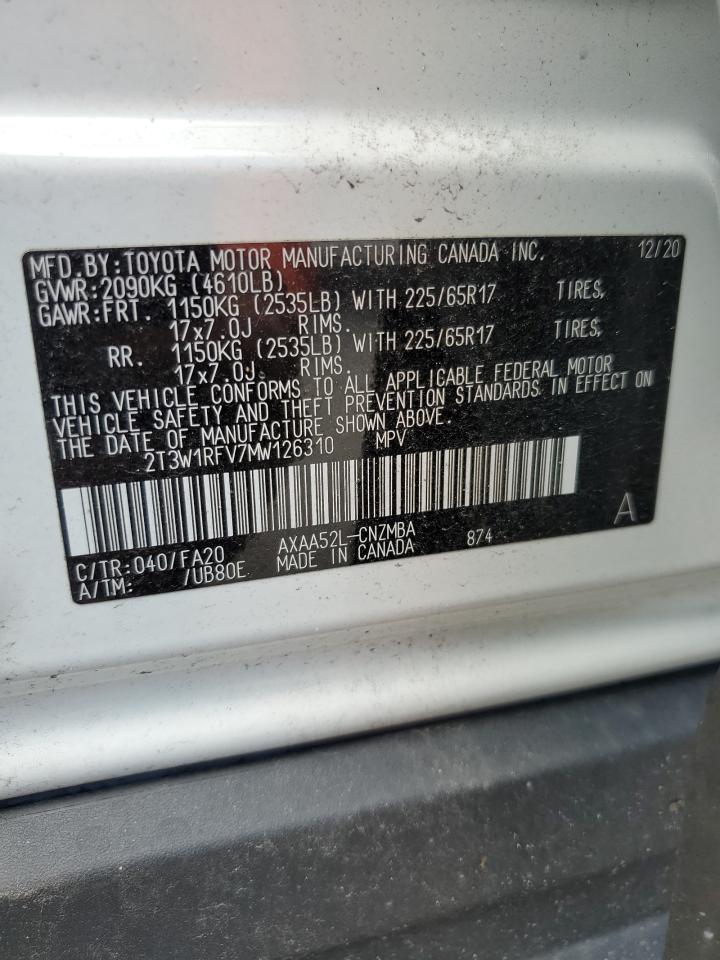 MFD.BY:TOYOTA MOTOR MANUFACTURING CANADA INC. 12/20
GVWR:2090KG (4610LB)
GAWR:FRT. 1150KG (2535LB) WITH 225/65R17 TIRES,
17x7.0J RIMS.
RR. 1150KG (2535LB) WITH 225/65R17 TIRES,
17x7.0J RIMS.
THIS VEHICLE CONFORMS TO ALL APPLICABLE FEDERAL MOTOR
VEHICLE SAFETY AND THEFT PREVENTION STANDARDS IN EFFECT ON
THE DATE OF MANUFACTURE SHOWN ABOVE.
2T3W1RFV7MW126310 MPV
C/TR:040/FA20 AXAA52L-CNZMBA 874 A
A/TM: /UB80E MADE IN CANADA